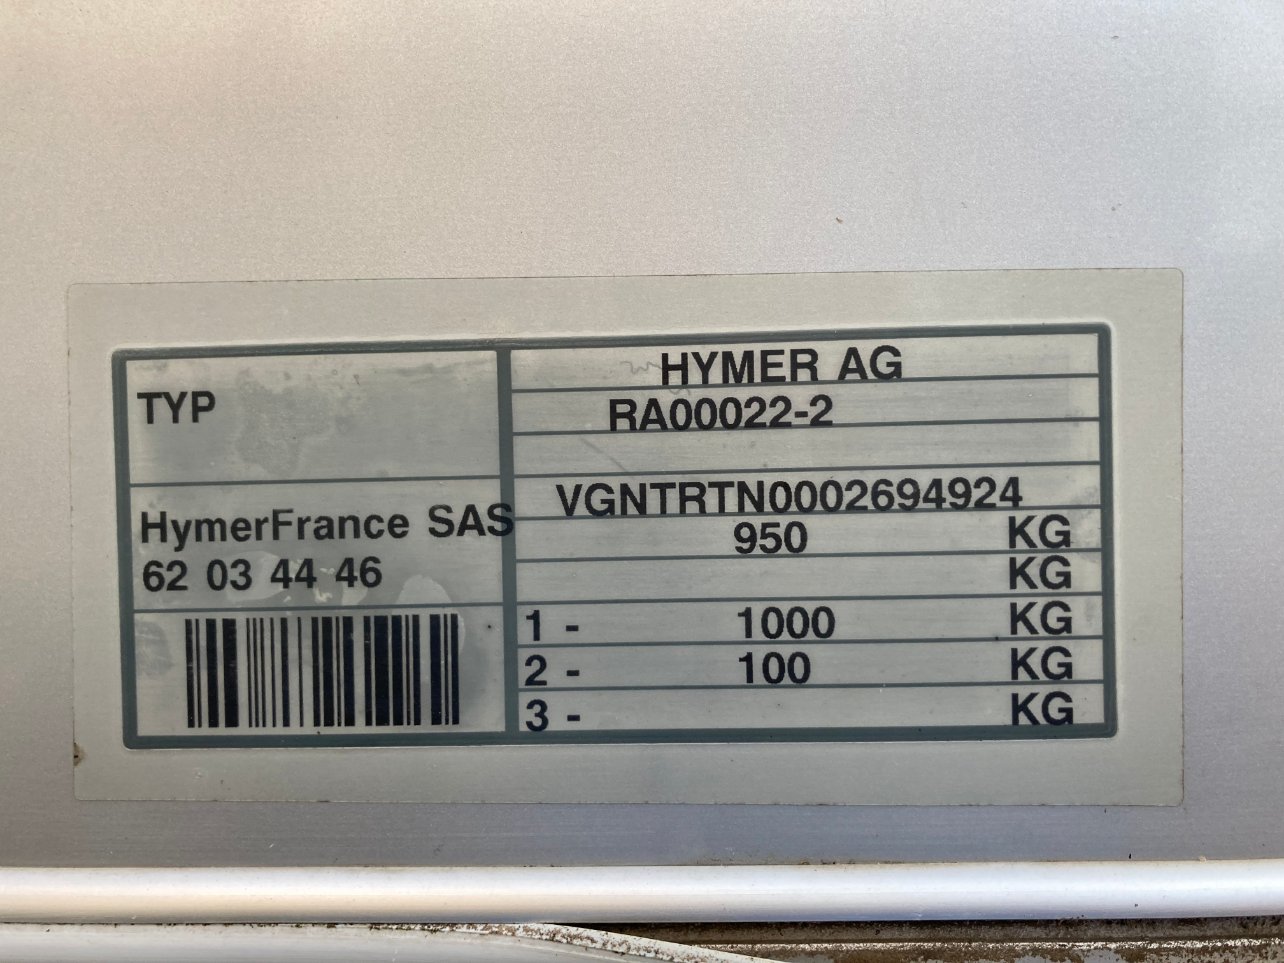 TYP
HymerFrance SAS
62 03 44 46
HYMER AG
RA00022-2
VGNTRTN0002694924
950 KG
KG
1 - 1000 KG
2 - 100 KG
3 - KG